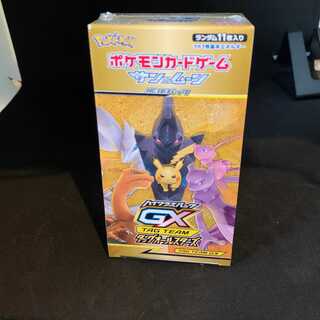 Pokémon
ランダム11枚入り
ポケモンカードゲーム
サン&ムーン
ハイクラスパック
GX
TAG TEAM
タッグオールスターズ